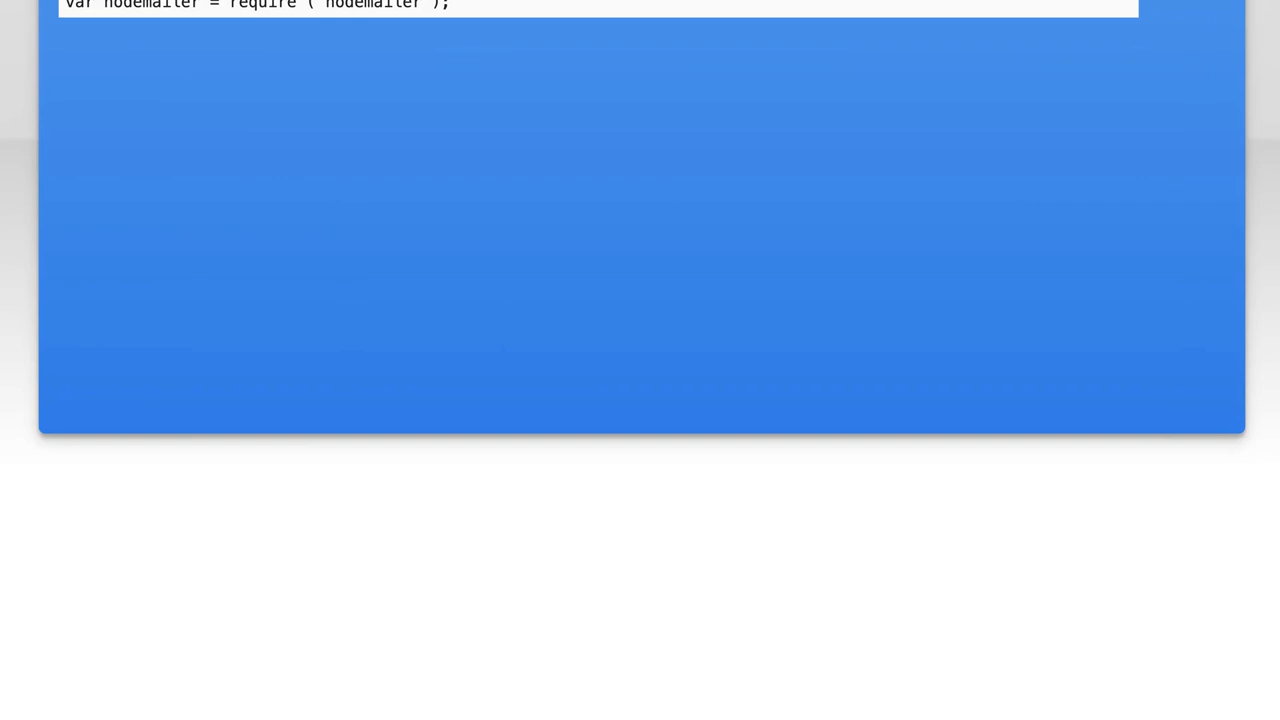 var nodemailer = require ( 'nodemailer' );